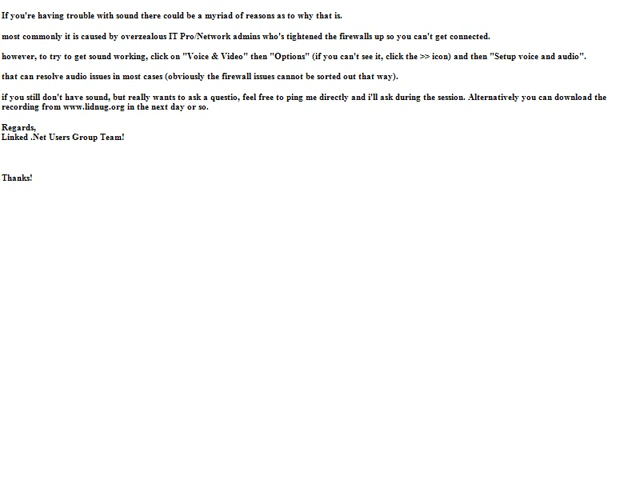 If you're having trouble with sound there could be a myriad of reasons as to why that is.
most commonly it is caused by overzealous IT Pro/Network admins who's tightened the firewalls up so you can't get connected.
however, to try to get sound working, click on "Voice & Video" then "Options" (if you can't see it, click the >> icon) and then "Setup voice and audio".
that can resolve audio issues in most cases (obviously the firewall issues cannot be sorted out that way).
if you still don't have sound, but really wants to ask a questio, feel free to ping me directly and i'll ask during the session. Alternatively you can download the
recording from www.lidnug.org in the next day or so.
Regards,
Linked .Net Users Group Team!
Thanks!